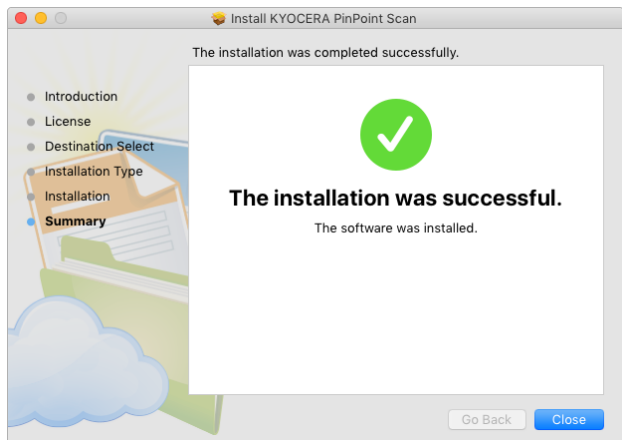 Install KYOCERA PinPoint Scan
The installation was completed successfully.
Introduction
License
Destination Select
Installation Type
Installation
Summary
The installation was successful.
The software was installed.
Go Back
Close